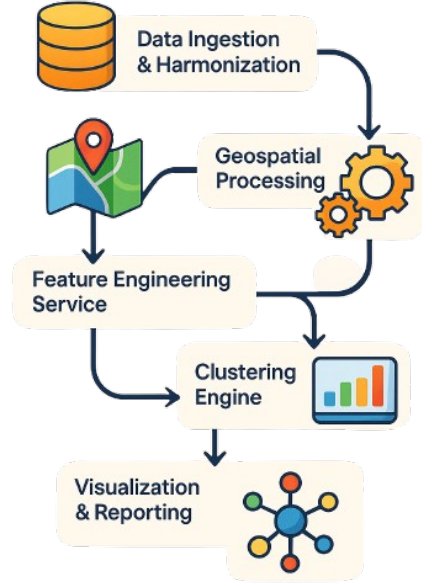 Data Ingestion
& Harmonization
Geospatial
Processing
Feature Engineering
Service
Clustering
Engine
Visualization
& Reporting